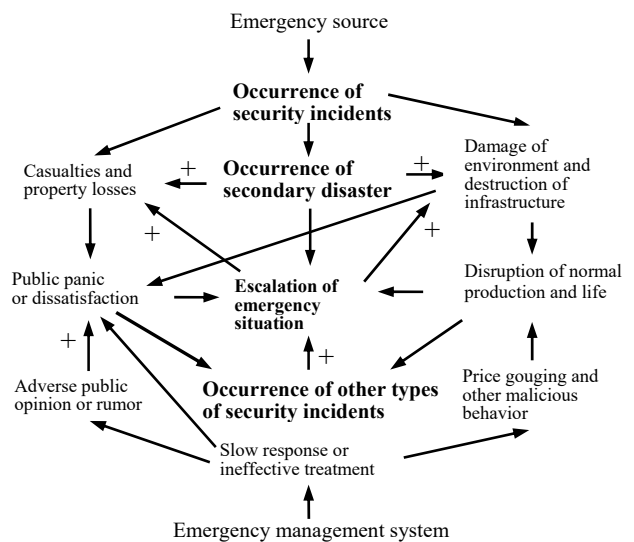 Emergency source
Occurrence of
security incidents
Casualties and
property losses
+
Occurrence of
secondary disaster
+
Damage of
environment and
destruction of
infrastructure
+
+
Public panic
or dissatisfaction
Escalation of
emergency
situation
Disruption of normal
production and life
+
+
Adverse public
opinion or rumor
Occurrence of other types
of security incidents
Price gouging and
other malicious
behavior
Slow response or
ineffective treatment
Emergency management system